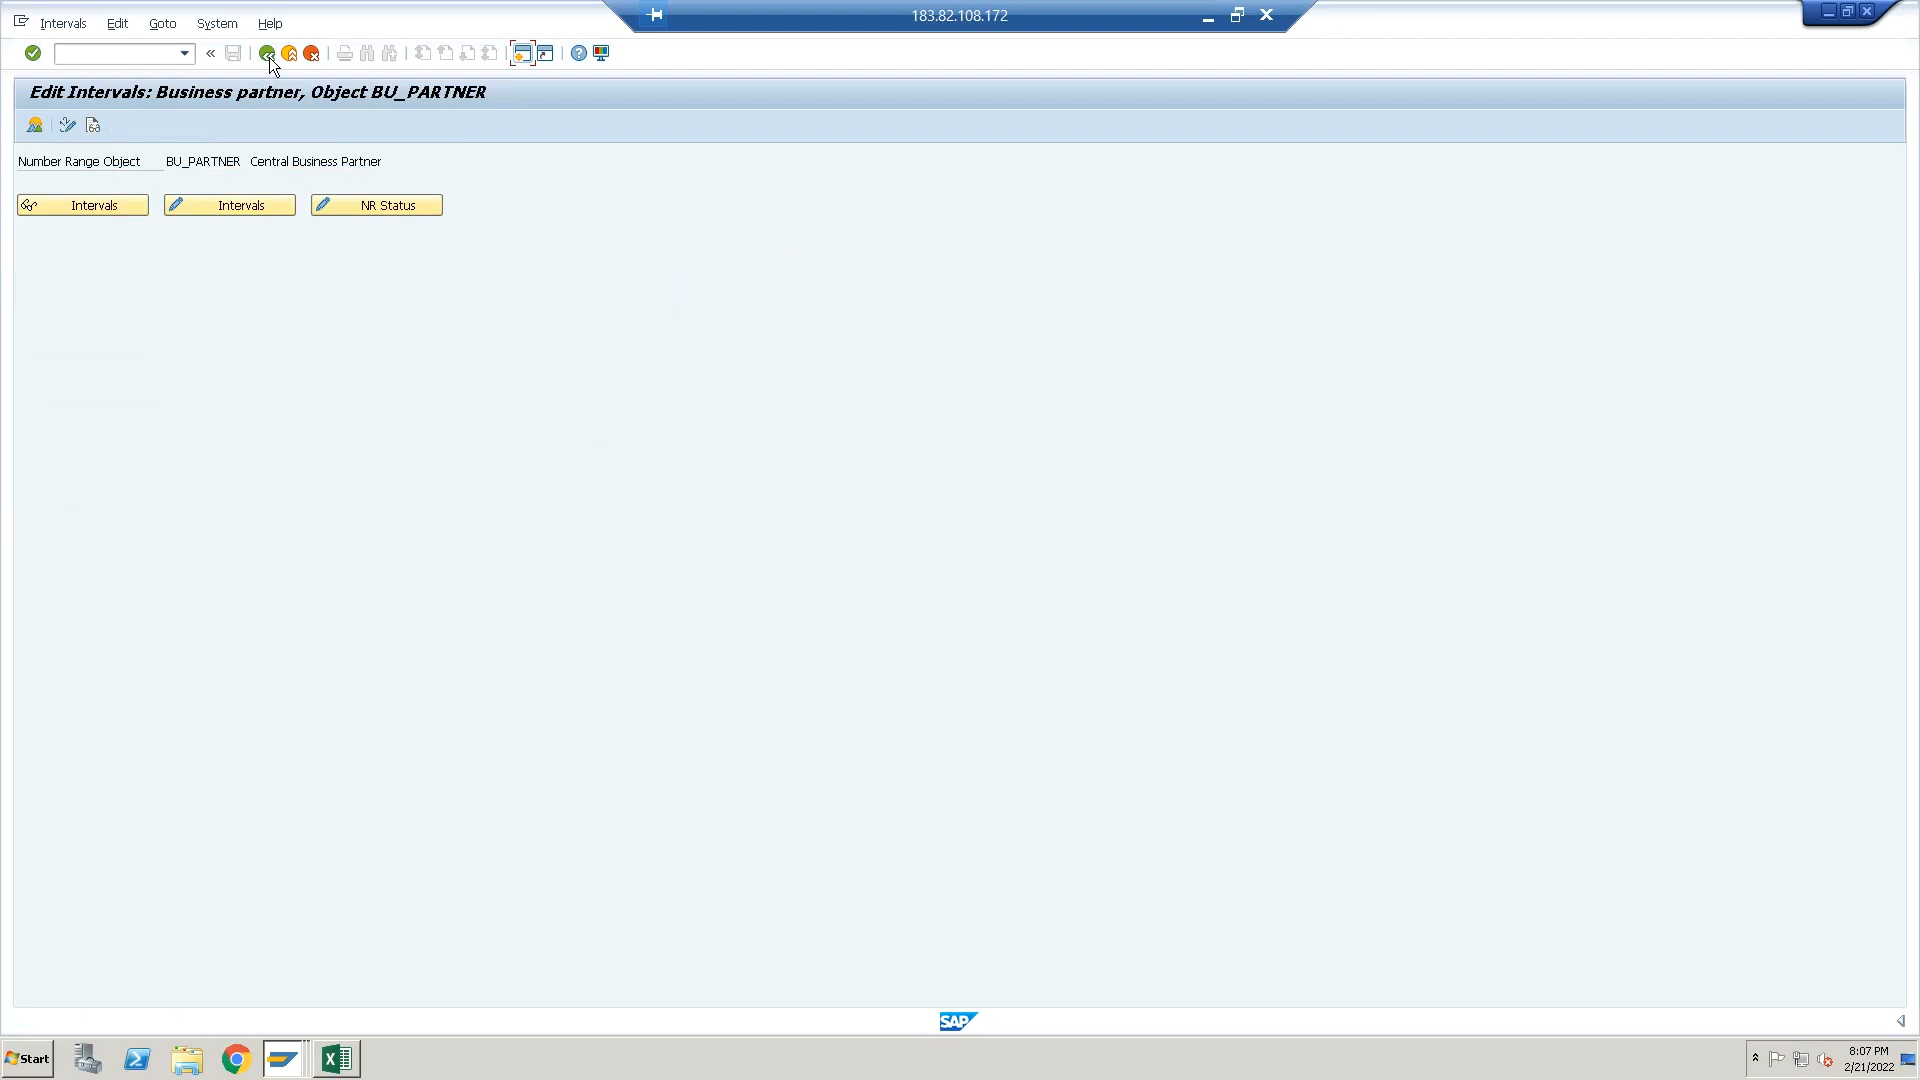 183.82.108.172
Intervals Edit Goto System Help
Edit Intervals: Business partner, Object BU_PARTNER
Number Range Object BU_PARTNER Central Business Partner
Intervals Intervals NR Status
SAP
Start 8:07 PM
2/21/2022